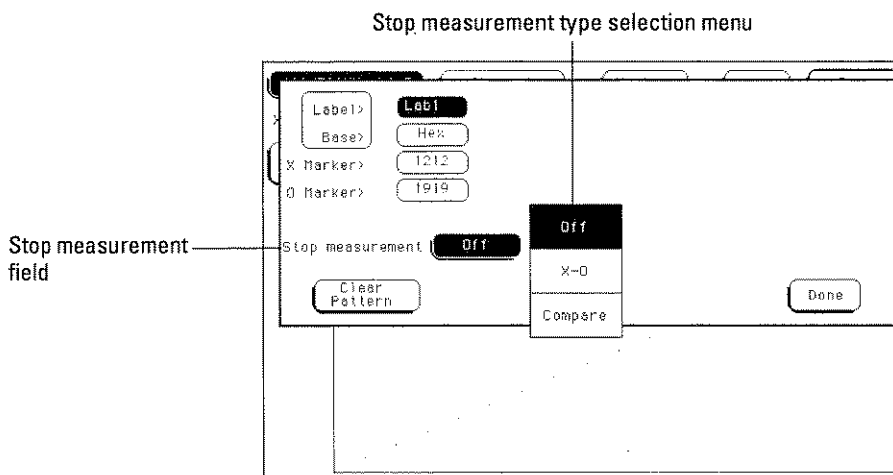 Stop measurement type selection menu
Label> Lab1
Base> Hex
X Marker> 1212
O Marker> 1919
Stop measurement
field
Stop measurement Off
Off
X-O
Compare
Clear
Pattern
Done